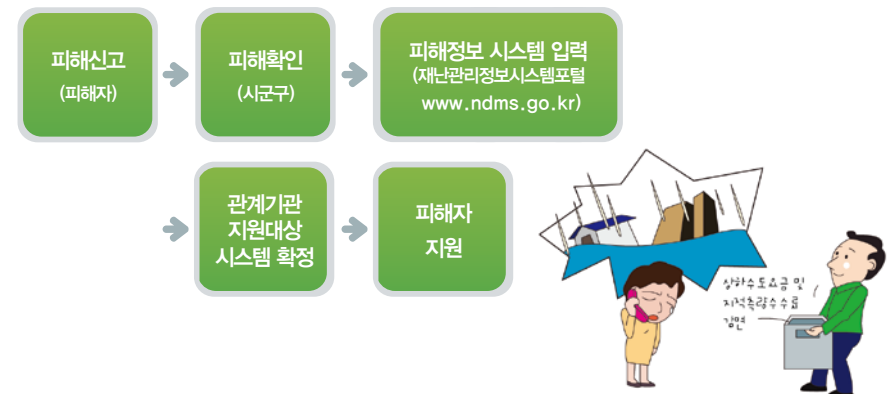 피해신고
(피해자)
피해확인
(시군구)
피해정보 시스템 입력
(재난관리정보시스템포털
www.ndms.go.kr)
관계기관
지원대상
시스템 확정
피해자
지원
상하수도요금 및
지적측량수수료
감면